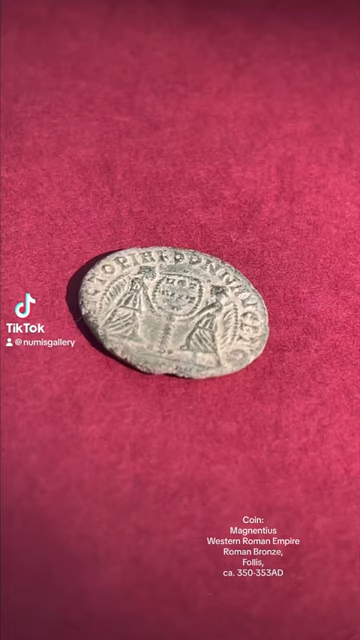 TikTok
@numisgallery
Coin:
Magnentius
Western Roman Empire
Roman Bronze,
Follis,
ca. 350-353AD